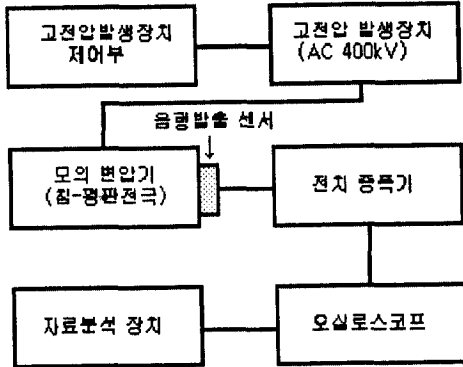 고전압발생장치
제어부
고전압 발생장치
(AC 400kV)
음향방출 센서
모의 변압기
(침-평판전극)
전치 증폭기
자료분석 장치
오실로스코프